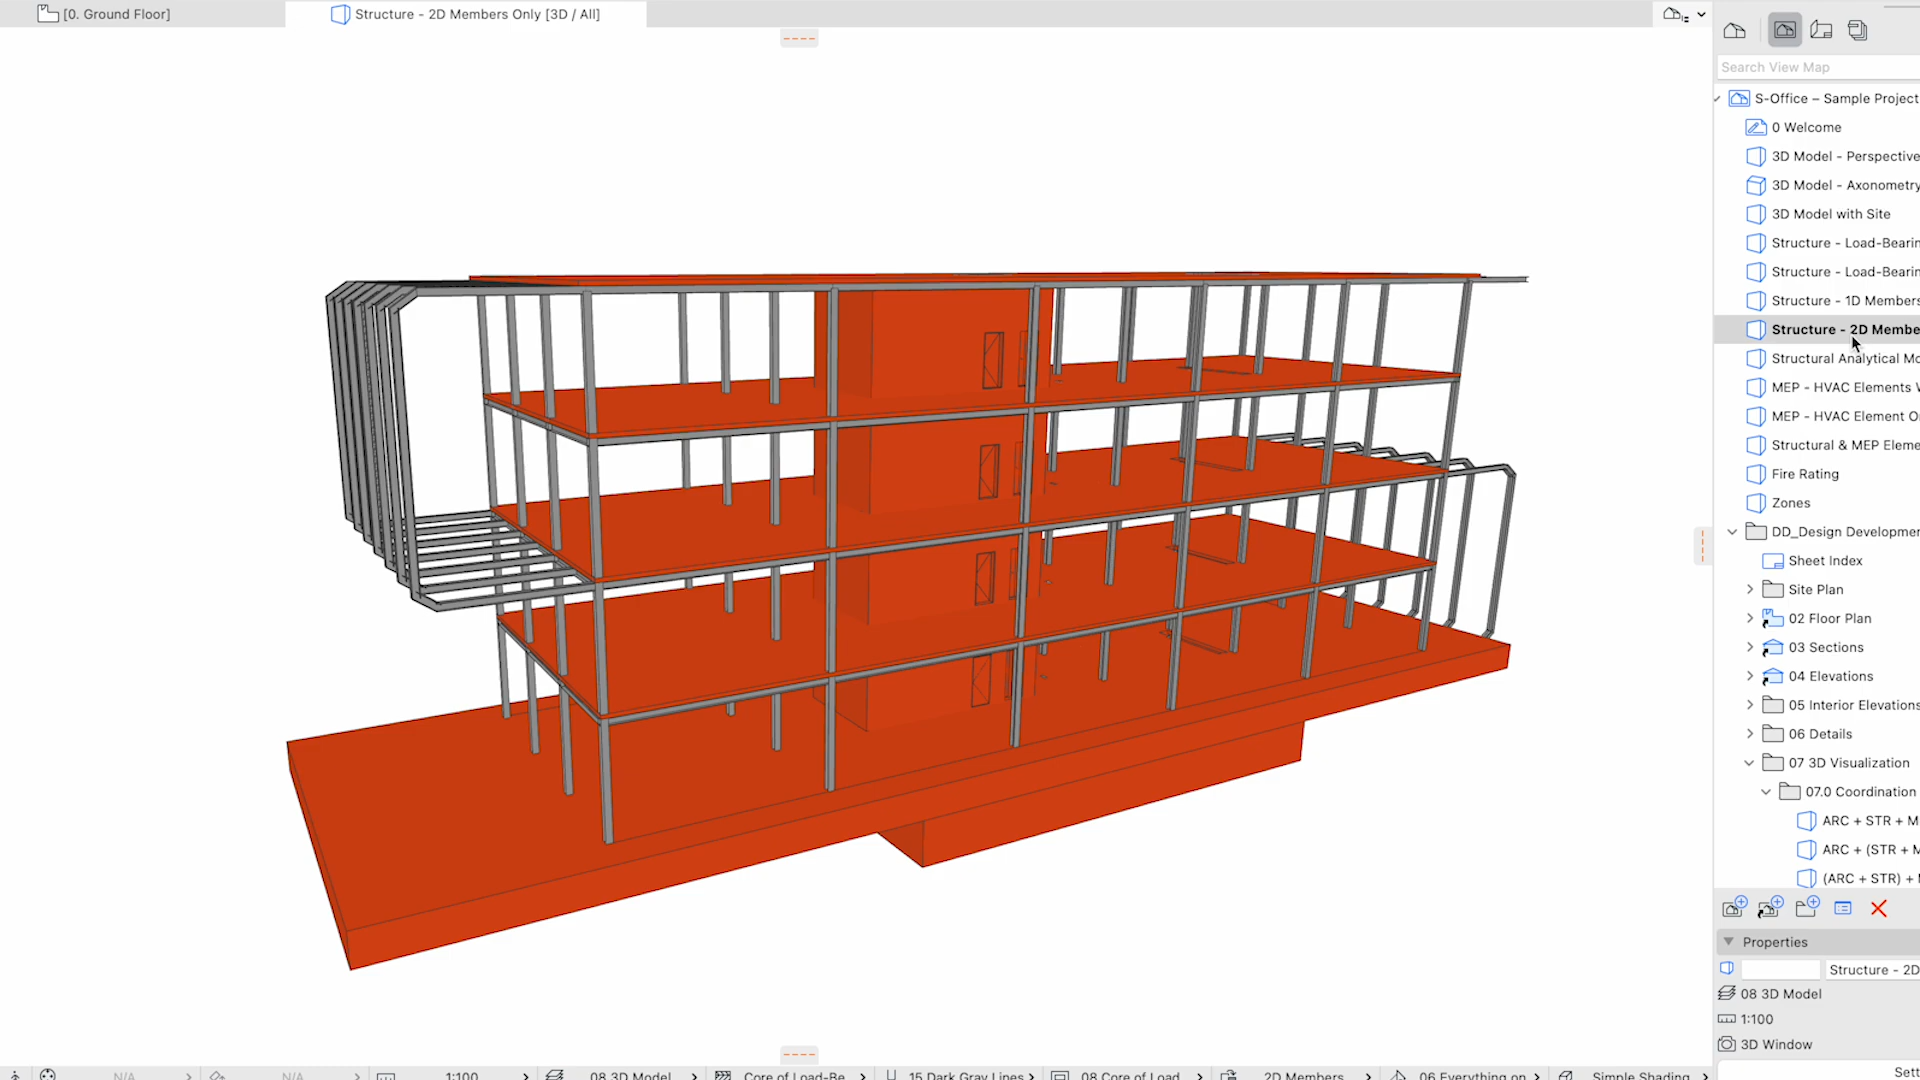 [0. Ground Floor]
Structure - 2D Members Only [3D / All]
Search View Map
S-Office – Sample Project
0 Welcome
3D Model - Perspective
3D Model - Axonometry
3D Model with Site
Structure - Load-Bearin
Structure - Load-Bearin
Structure - 1D Members
Structure - 2D Membe
Structural Analytical Mo
MEP - HVAC Elements
MEP - HVAC Element O
Structural & MEP Eleme
Fire Rating
Zones
DD_Design Developmen
Sheet Index
Site Plan
02 Floor Plan
03 Sections
04 Elevations
05 Interior Elevations
06 Details
07 3D Visualization
07.0 Coordination
ARC + STR + M
ARC + (STR + M
(ARC + STR) +
Properties
Structure - 2D
08 3D Model
1:100
3D Window
Sett
N/A
N/A
1:100
08 3D Model
Core of Load-Be
15 Dark Gray Lines
08 Core of Load
2D Members
06 Everything on
Simple Shading